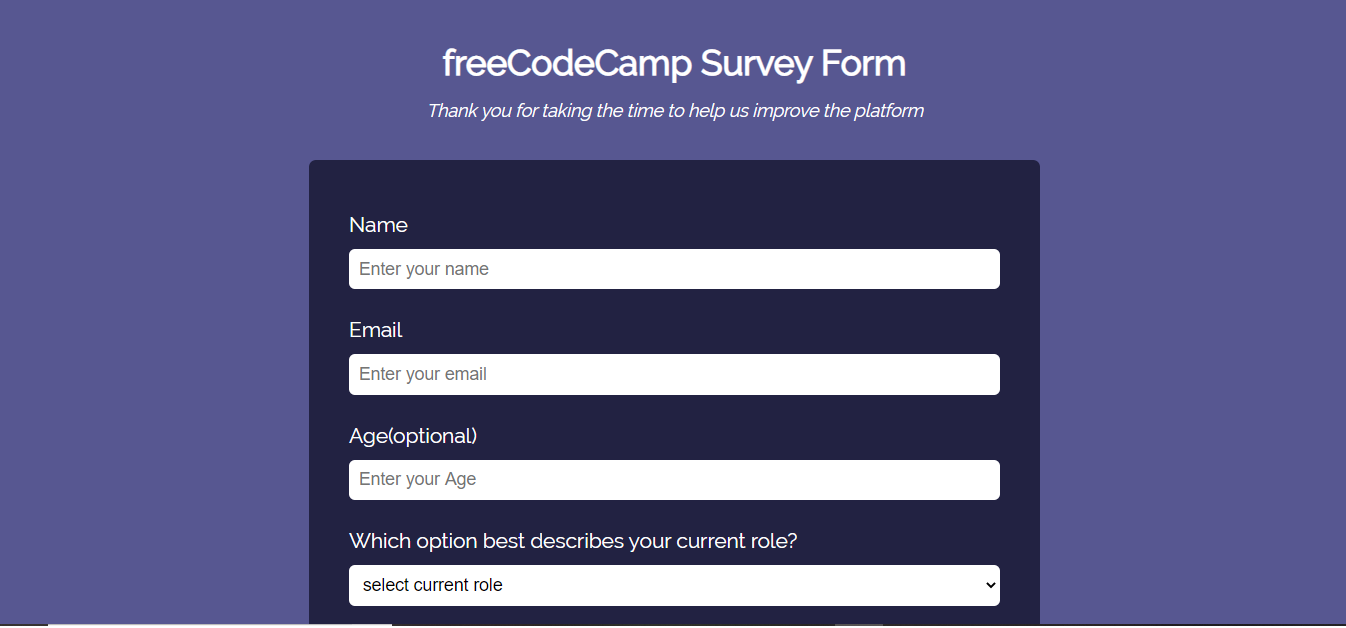 freeCodeCamp Survey Form
Thank you for taking the time to help us improve the platform
Name
Enter your name
Email
Enter your email
Age(optional)
Enter your Age
Which option best describes your current role?
select current role